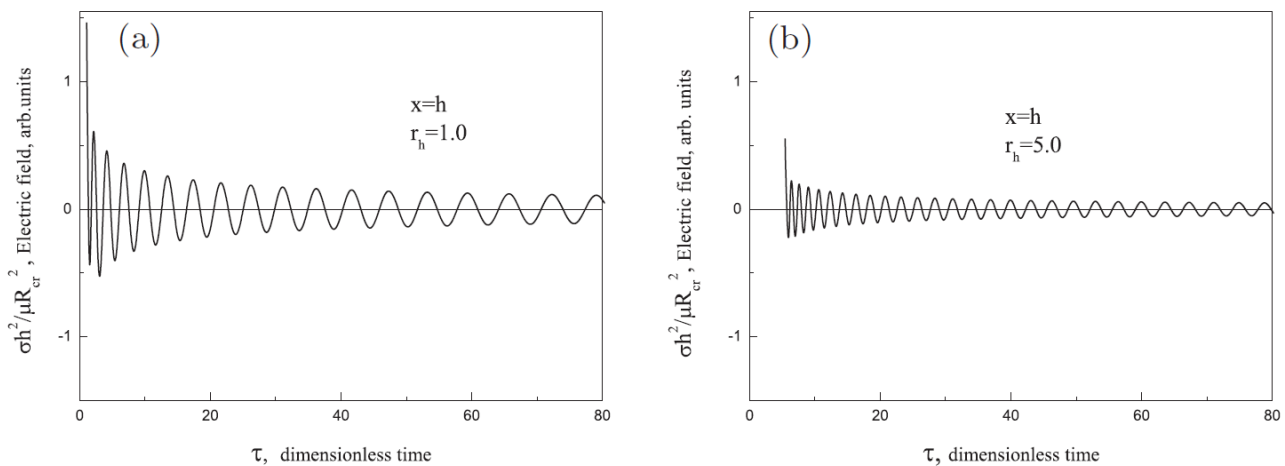 (a)
σh²/μR_cr² , Electric field, arb.units
1
0
-1
x=h
r_h=1.0
0 20 40 60 80
τ, dimensionless time
(b)
σh²/μR_cr² , Electric field, arb. units
1
0
-1
x=h
r_h=5.0
0 20 40 60 80
τ, dimensionless time